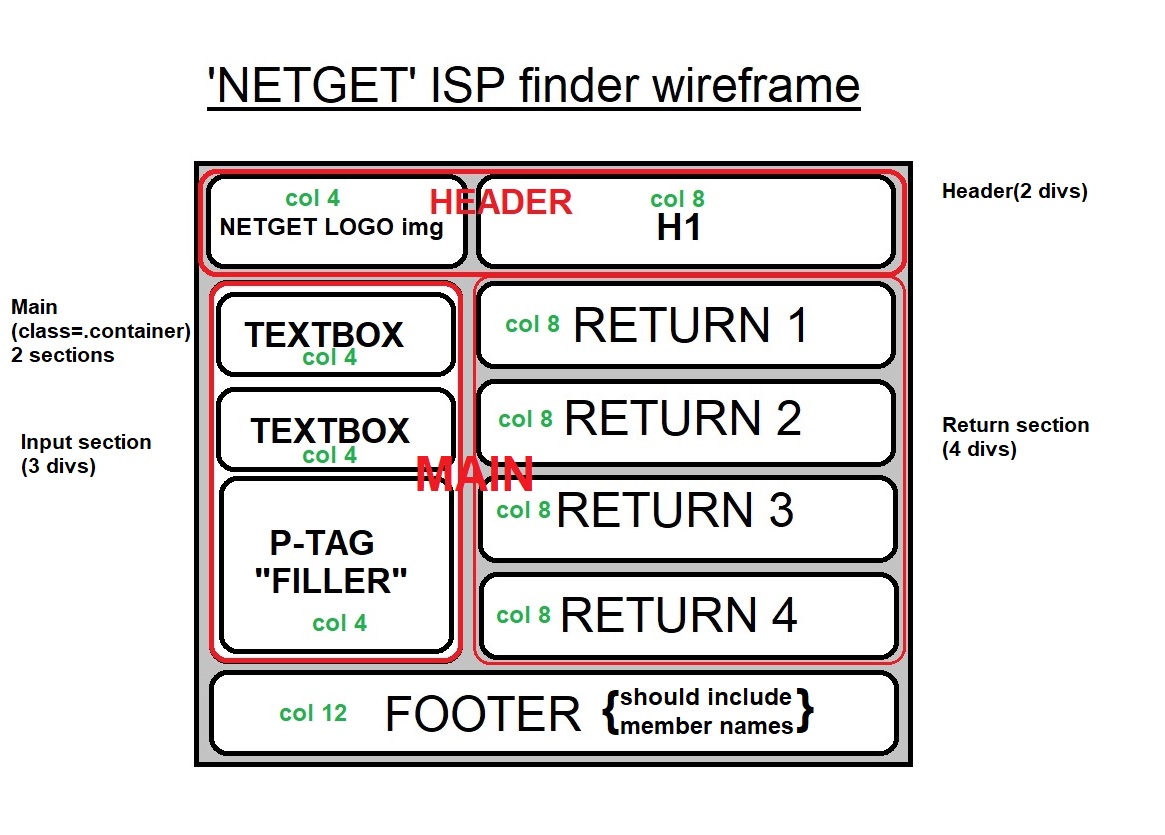 'NETGET' ISP finder wireframe
col 4
HEADER
col 8
NETGET LOGO img
H1
Header(2 divs)
Main
(class=.container)
2 sections
TEXTBOX
col 4
col 8 RETURN 1
TEXTBOX
col 4
col 8 RETURN 2
Input section
(3 divs)
Return section
(4 divs)
MAIN
P-TAG
"FILLER"
col 4
col 8 RETURN 3
col 8 RETURN 4
col 12 FOOTER
{should include
member names}